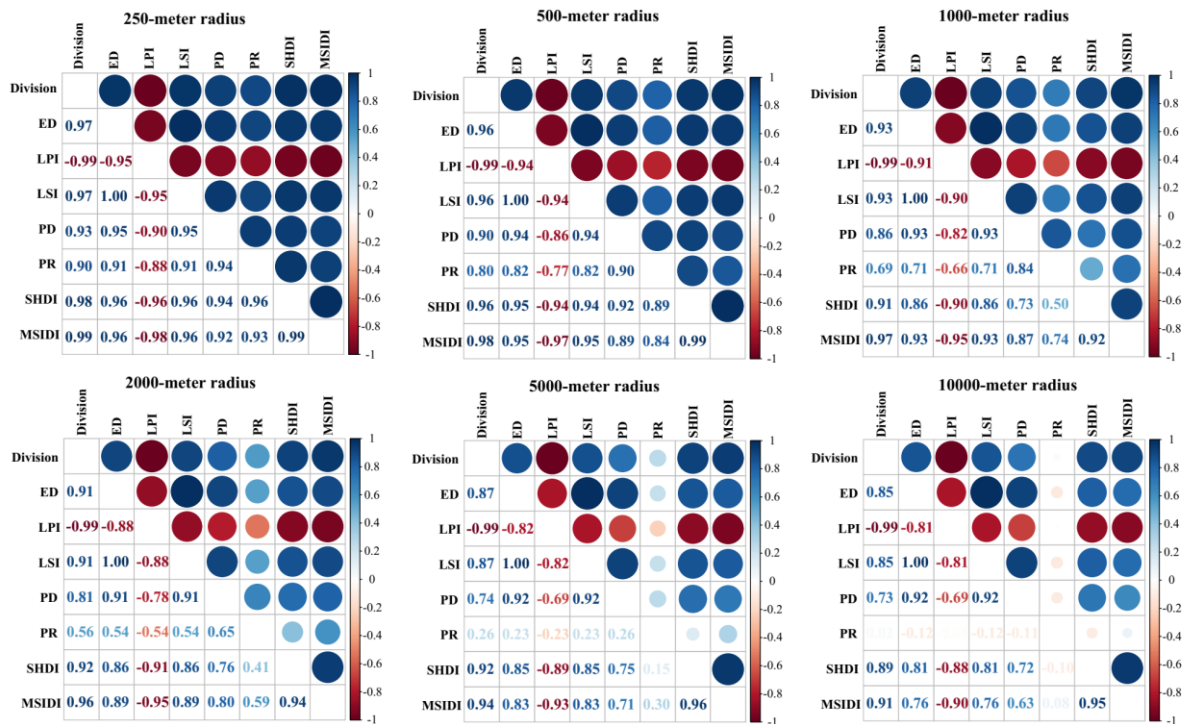 250-meter radius
Division ED LPI LSI PD PR SHDI MSIDI
Division
ED 0.97
LPI -0.99 -0.95
LSI 0.97 1.00 -0.95
PD 0.93 0.95 -0.90 0.95
PR 0.90 0.91 -0.88 0.91 0.94
SHDI 0.98 0.96 -0.96 0.96 0.94 0.96
MSIDI 0.99 0.96 -0.98 0.96 0.92 0.93 0.99
1
0.8
0.6
0.4
0.2
0
-0.2
-0.4
-0.6
-0.8
-1
500-meter radius
Division ED LPI LSI PD PR SHDI MSIDI
Division
ED 0.96
LPI -0.99 -0.94
LSI 0.96 1.00 -0.94
PD 0.90 0.94 -0.86 0.94
PR 0.80 0.82 -0.77 0.82 0.90
SHDI 0.96 0.95 -0.94 0.94 0.92 0.89
MSIDI 0.98 0.95 -0.97 0.95 0.89 0.84 0.99
1
0.8
0.6
0.4
0.2
0
-0.2
-0.4
-0.6
-0.8
-1
1000-meter radius
Division ED LPI LSI PD PR SHDI MSIDI
Division
ED 0.93
LPI -0.99 -0.91
LSI 0.93 1.00 -0.90
PD 0.86 0.93 -0.82 0.93
PR 0.69 0.71 -0.66 0.71 0.84
SHDI 0.91 0.86 -0.90 0.86 0.73 0.50
MSIDI 0.97 0.93 -0.95 0.93 0.87 0.74 0.92
1
0.8
0.6
0.4
0.2
0
-0.2
-0.4
-0.6
-0.8
-1
2000-meter radius
Division ED LPI LSI PD PR SHDI MSIDI
Division
ED 0.91
LPI -0.99 -0.88
LSI 0.91 1.00 -0.88
PD 0.81 0.91 -0.78 0.91
PR 0.56 0.54 -0.54 0.54 0.65
SHDI 0.92 0.86 -0.91 0.86 0.76 0.41
MSIDI 0.96 0.89 -0.95 0.89 0.80 0.59 0.94
1
0.8
0.6
0.4
0.2
0
-0.2
-0.4
-0.6
-0.8
-1
5000-meter radius
Division ED LPI LSI PD PR SHDI MSIDI
Division
ED 0.87
LPI -0.99 -0.82
LSI 0.87 1.00 -0.82
PD 0.74 0.92 -0.69 0.92
PR 0.26 0.23 -0.23 0.23 0.26
SHDI 0.92 0.85 -0.89 0.85 0.75 0.15
MSIDI 0.94 0.83 -0.93 0.83 0.71 0.30 0.96
1
0.8
0.6
0.4
0.2
0
-0.2
-0.4
-0.6
-0.8
-1
10000-meter radius
Division ED LPI LSI PD PR SHDI MSIDI
Division
ED 0.85
LPI -0.99 -0.81
LSI 0.85 1.00 -0.81
PD 0.73 0.92 -0.69 0.92
PR -0.12 -0.12 -0.11
SHDI 0.89 0.81 -0.88 0.81 0.72 -0.10
MSIDI 0.91 0.76 -0.90 0.76 0.63 0.08 0.95
1
0.8
0.6
0.4
0.2
0
-0.2
-0.4
-0.6
-0.8
-1